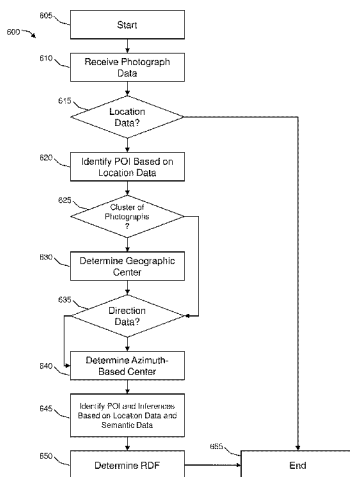 600
605
Start
610
Receive Photograph
Data
615
Location
Data?
620
Identify POI Based on
Location Data
625
Cluster of
Photographs
?
630
Determine Geographic
Center
635
Direction
Data?
640
Determine Azimuth-
Based Center
645
Identify POI and Inferences
Based on Location Data and
Semantic Data
650
Determine RDF
655
End